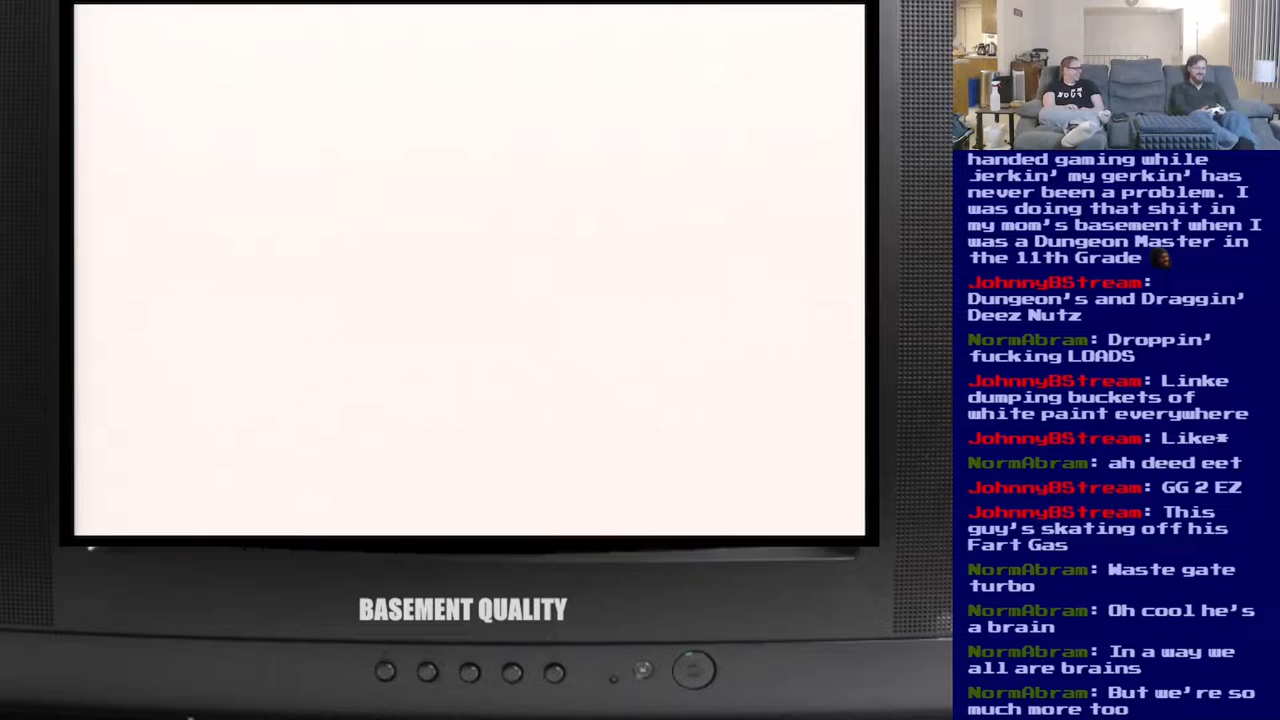 BASEMENT QUALITY
handed gaming while
jerkin' my gerkin' has
never been a problem. I
was doing that shit in
my mom's basement when I
was a Dungeon Master in
the 11th Grade
JohnnyBStream:
Dungeon's and Draggin'
Deez Nutz
NormAbram: Droppin'
fucking LOADS
JohnnyBStream: Linke
dumping buckets of
white paint everywhere
JohnnyBStream: Like*
NormAbram: ah deed eet
JohnnyBStream: GG 2 EZ
JohnnyBStream: This
guy's skating off his
Fart Gas
NormAbram: Waste gate
turbo
NormAbram: Oh cool he's
a brain
NormAbram: In a way we
all are brains
NormAbram: But we're so
much more too